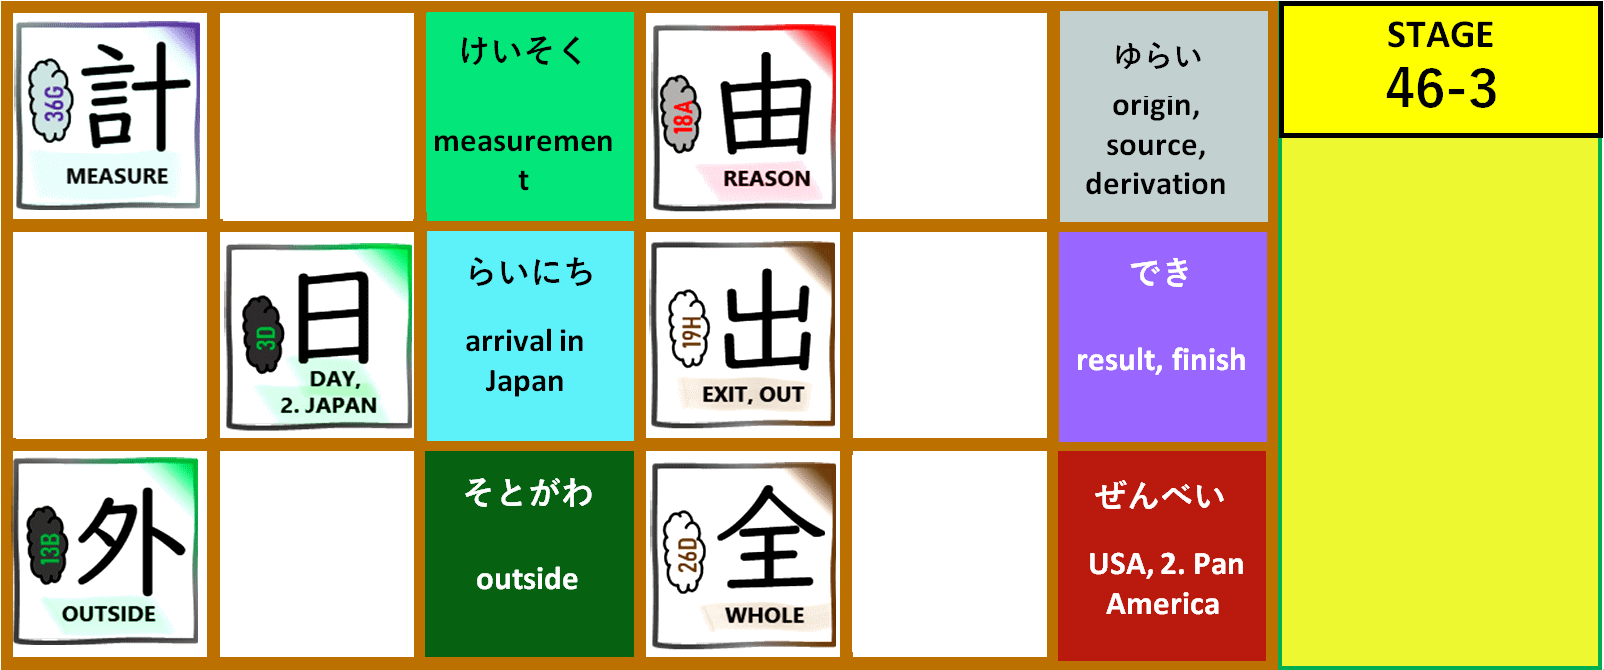 36G
計
MEASURE
けいそく
measuremen
t
18A
由
REASON
ゆらい
origin,
source,
derivation
STAGE
46-3
3D
日
DAY,
2. JAPAN
らいにち
arrival in
Japan
19H
出
EXIT, OUT
でき
result, finish
13B
外
OUTSIDE
そとがわ
outside
26D
全
WHOLE
ぜんべい
USA, 2. Pan
America